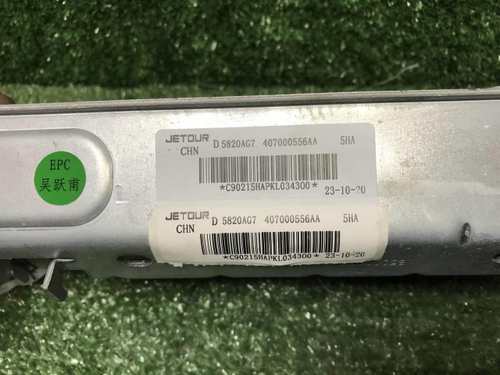 EPC
吴跃甫
JETOUR
CHN D 5820AG7 407000556AA 5HA
*C90215HAPKL034300* 23-10-20
JETOUR
CHN D 5820AG7 407000556AA 5HA
*C90215HAPKL034300* 23-10-20